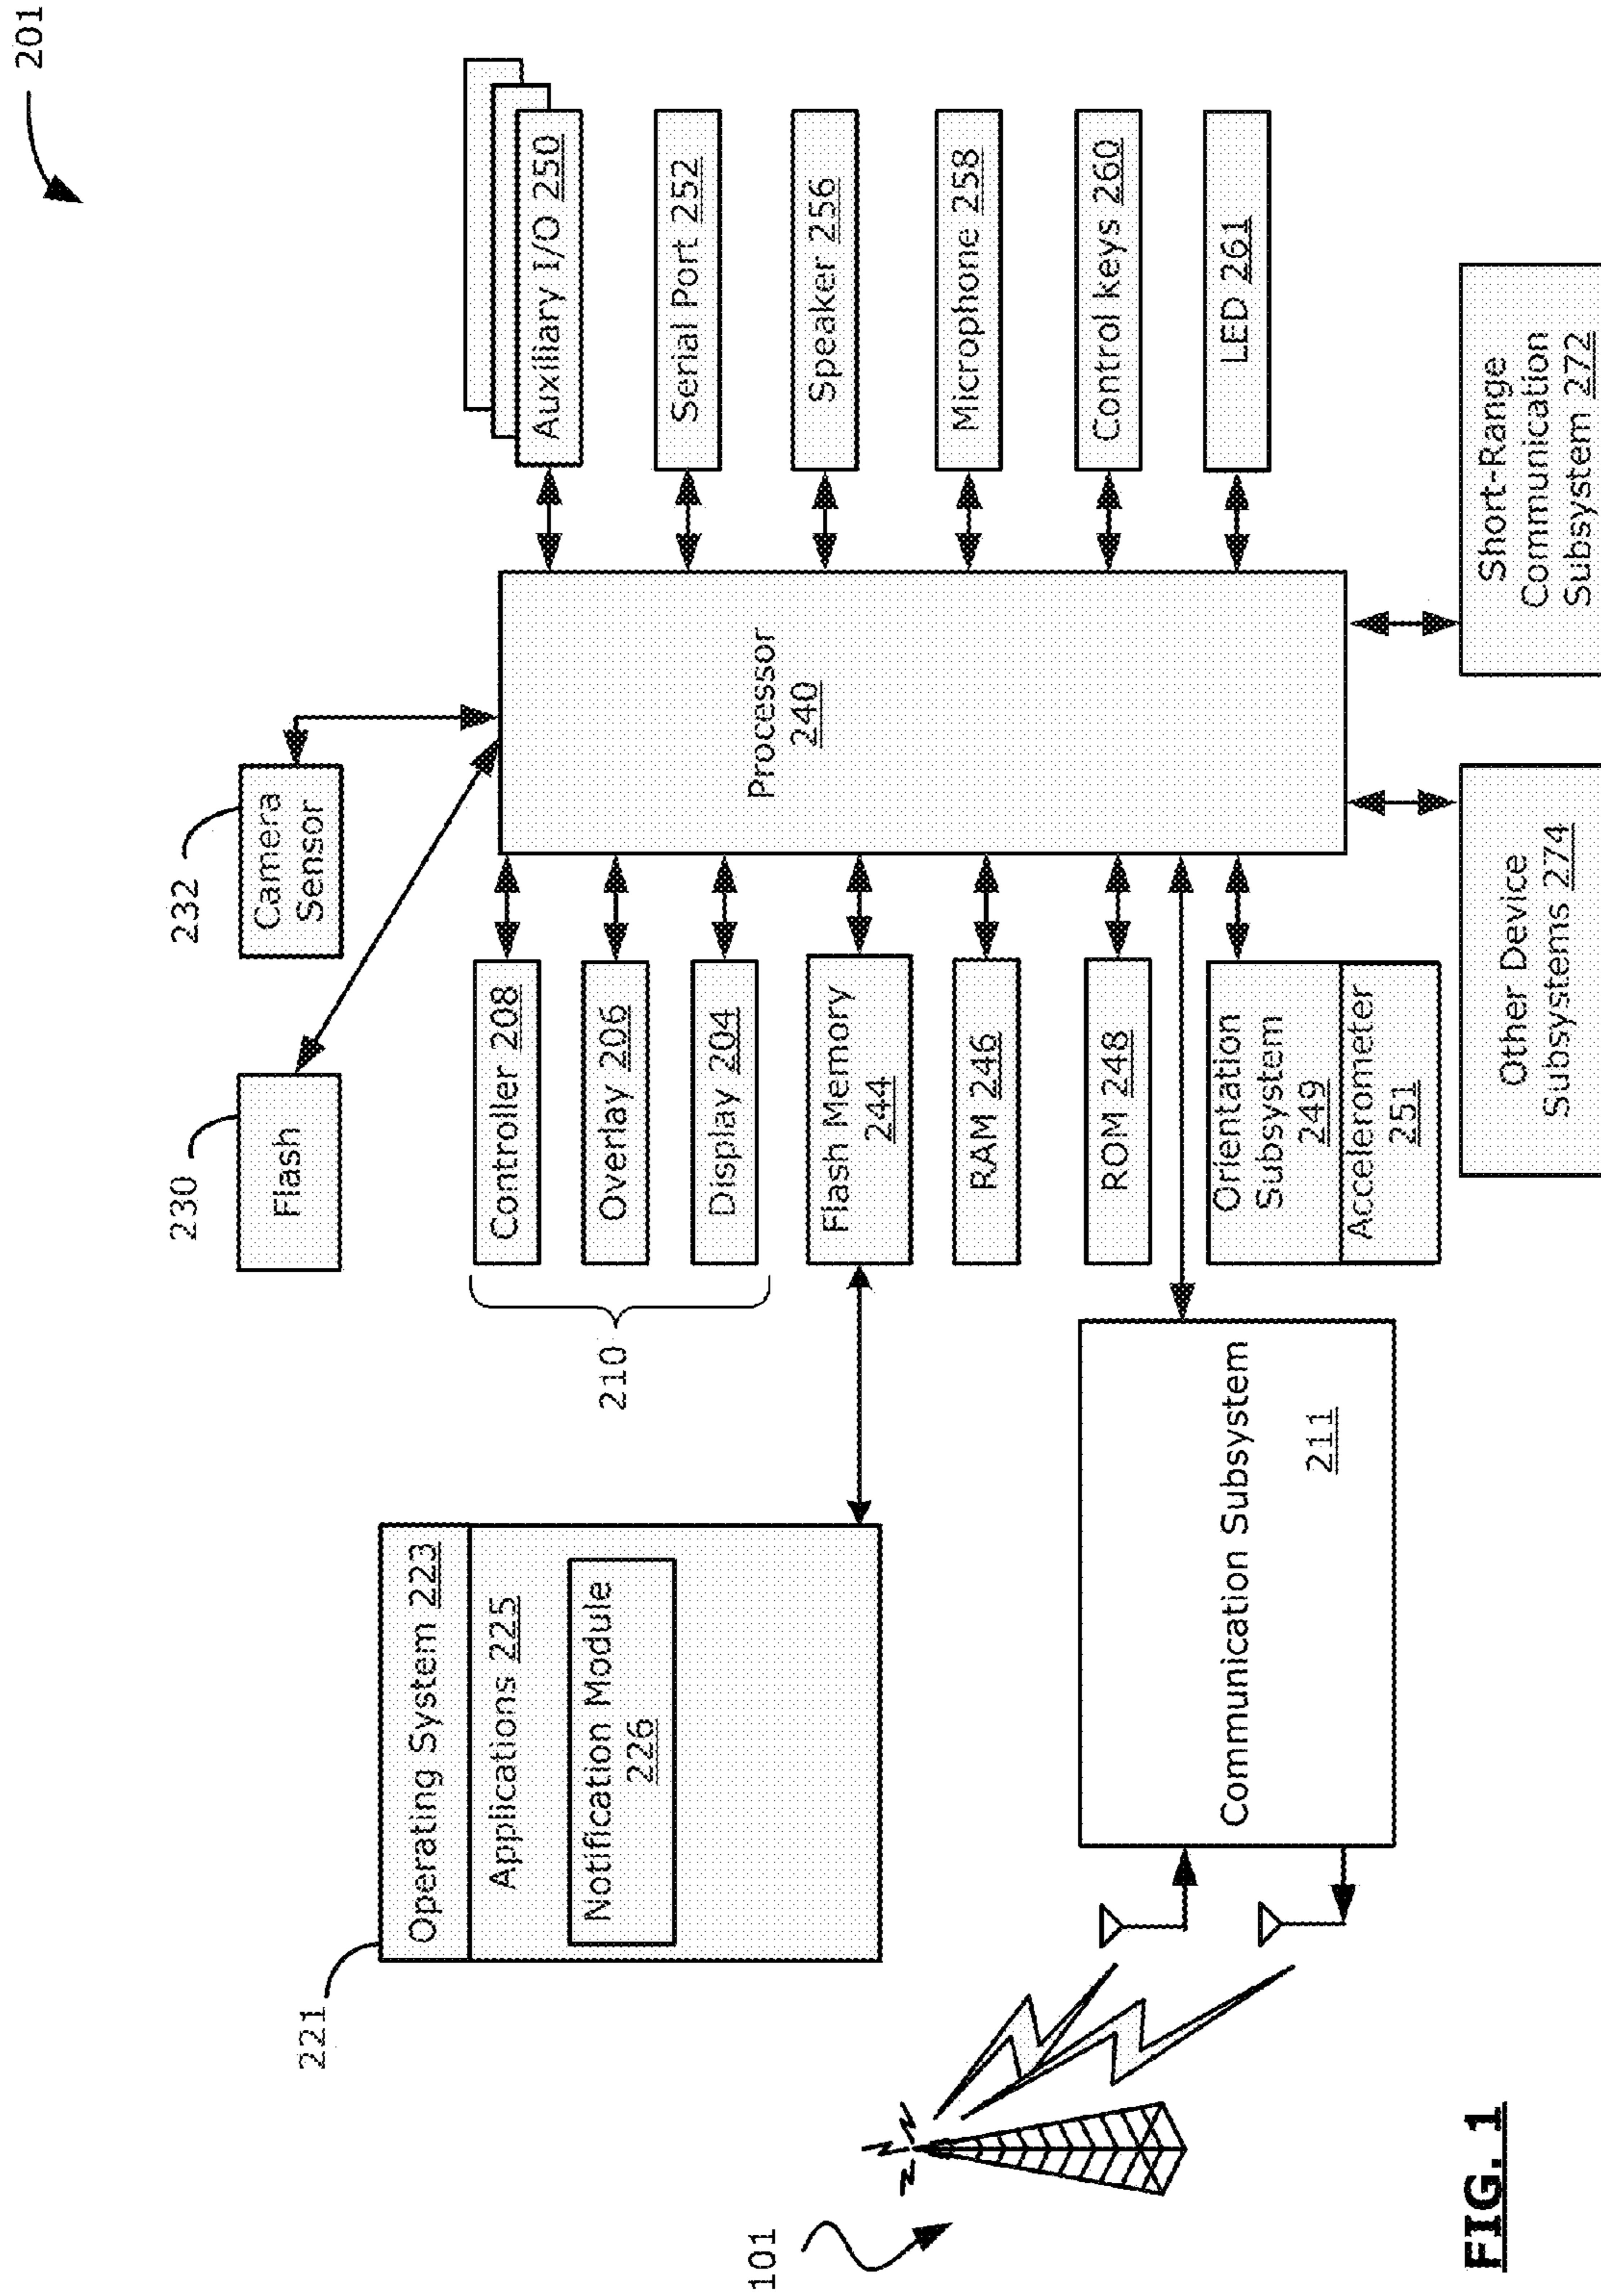 201
232
Camera
Sensor
230
Flash
Controller 208
Overlay 206
Display 204
210
Flash Memory
244
RAM 246
ROM 248
Orientation
Subsystem
249
Accelerometer
251
Processor
240
Auxiliary I/O 250
Serial Port 252
Speaker 256
Microphone 258
Control keys 260
LED 261
Short-Range
Communication
Subsystem 272
Other Device
Subsystems 274
221
Operating System 223
Applications 225
Notification Module
226
Communication Subsystem
211
101
FIG. 1